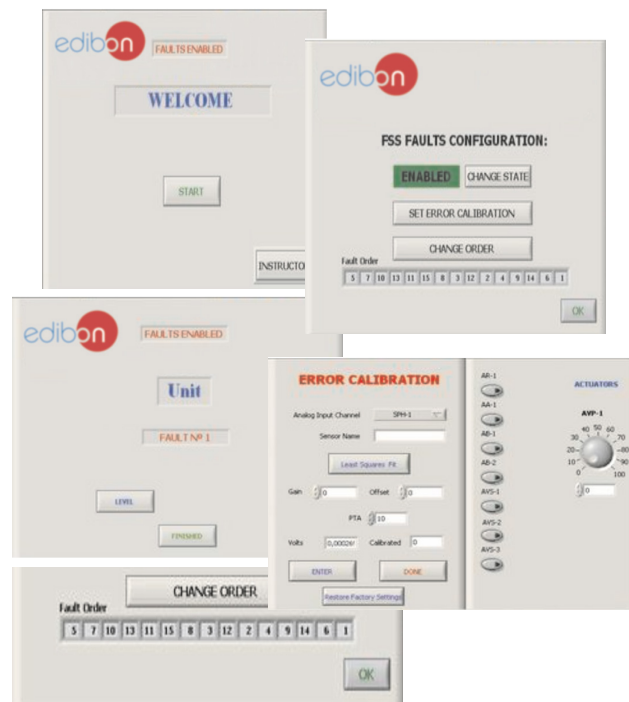 edibon
FAULTS ENABLED
WELCOME
START
INSTRUCTO
edibon
FSS FAULTS CONFIGURATION:
ENABLED CHANGE STATE
SET ERROR CALIBRATION
CHANGE ORDER
Fault Order
5 7 10 13 11 15 8 3 12 2 4 9 14 6 1
OK
edibon
FAULTS ENABLED
Unit
FAULT Nº 1
LEVEL
FINISHED
ERROR CALIBRATION
Analog Input Channel SPH-1
Sensor Name
Least Squares Fit
Gain 0 Offset 0
PTA 10
Volts 0,00026 Calibrated 0
ENTER DONE
Restore Factory Settings
AR-1
AA-1
AB-1
AB-2
AVS-1
AVS-2
AVS-3
ACTUATORS
AVP-1
0 10 20 30 40 50 60 70 80 90 100
0
CHANGE ORDER
Fault Order
5 7 10 13 11 15 8 3 12 2 4 9 14 6 1
OK